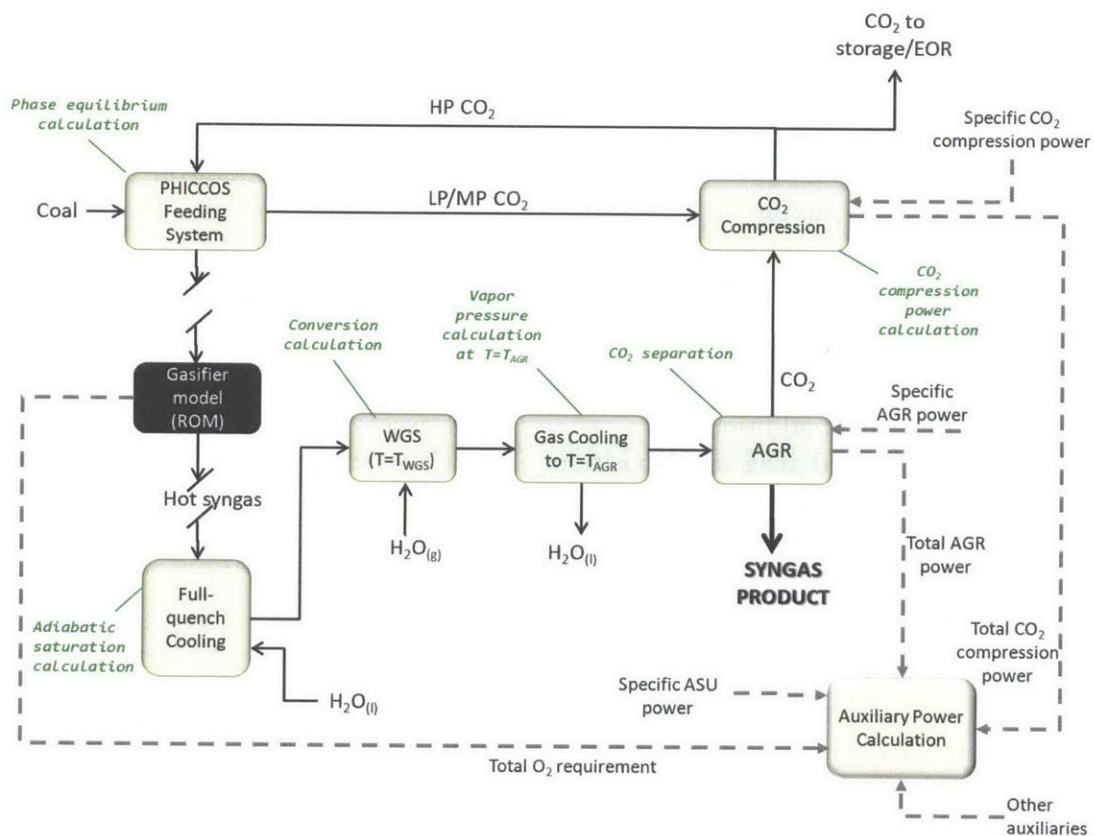 CO₂ to
storage/EOR
Phase equilibrium
calculation
HP CO₂
Specific CO₂
compression power
Coal
PHICCOS
Feeding
System
LP/MP CO₂
CO₂
Compression
CO₂
compression
power
calculation
Conversion
calculation
Vapor
pressure
calculation
at T=T_AGR
CO₂ separation
CO₂
Gasifier
model
(ROM)
Specific
AGR power
WGS
(T=T_WGS)
Gas Cooling
to T=T_AGR
AGR
Hot syngas
H₂O(g)
H₂O(l)
SYNGAS
PRODUCT
Total AGR
power
Full-
quench
Cooling
Adiabatic
saturation
calculation
Total CO₂
compression
power
H₂O(l)
Specific ASU
power
Auxiliary Power
Calculation
Total O₂ requirement
Other
auxiliaries